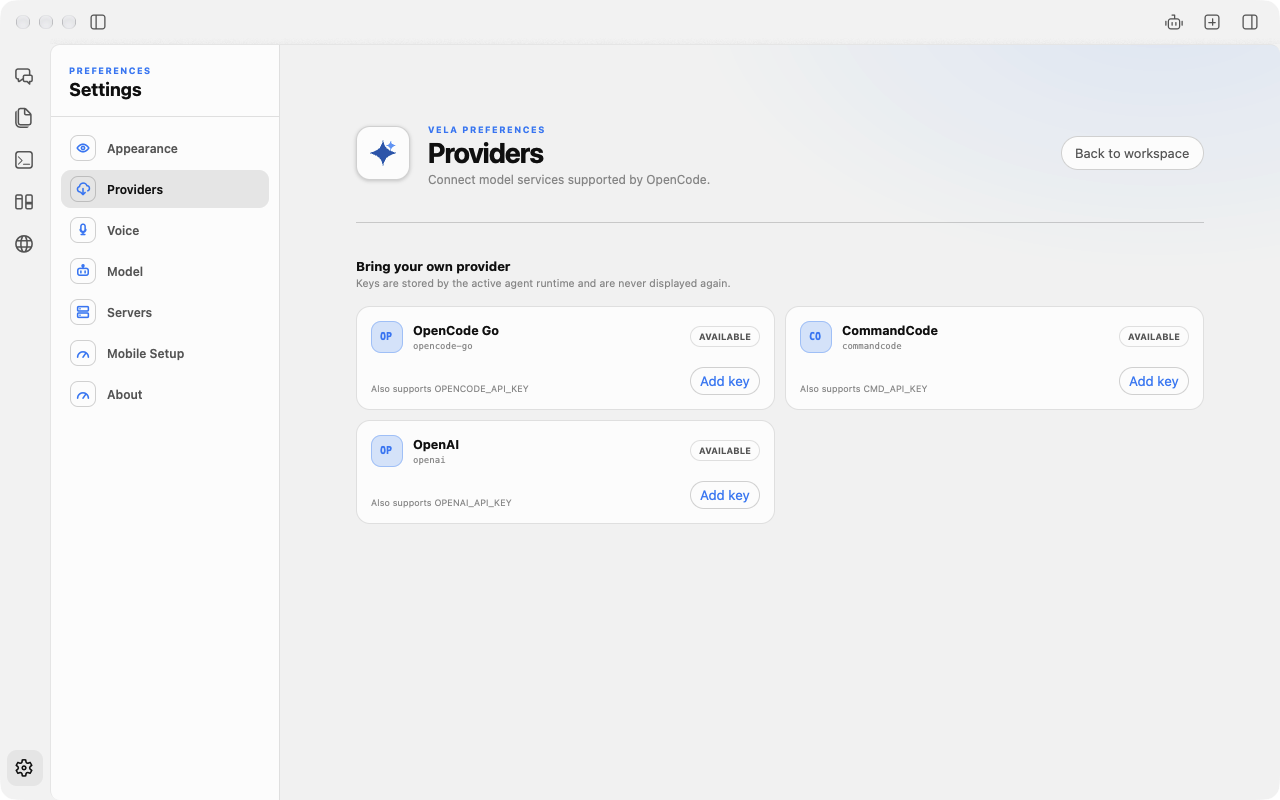 PREFERENCES
Settings
Appearance
Providers
Voice
Model
Servers
Mobile Setup
About
VELA PREFERENCES
Providers
Connect model services supported by OpenCode.
Back to workspace
Bring your own provider
Keys are stored by the active agent runtime and are never displayed again.
OP
OpenCode Go
opencode-go
AVAILABLE
Also supports OPENCODE_API_KEY
Add key
CO
CommandCode
commandcode
AVAILABLE
Also supports CMD_API_KEY
Add key
OP
OpenAI
openai
AVAILABLE
Also supports OPENAI_API_KEY
Add key